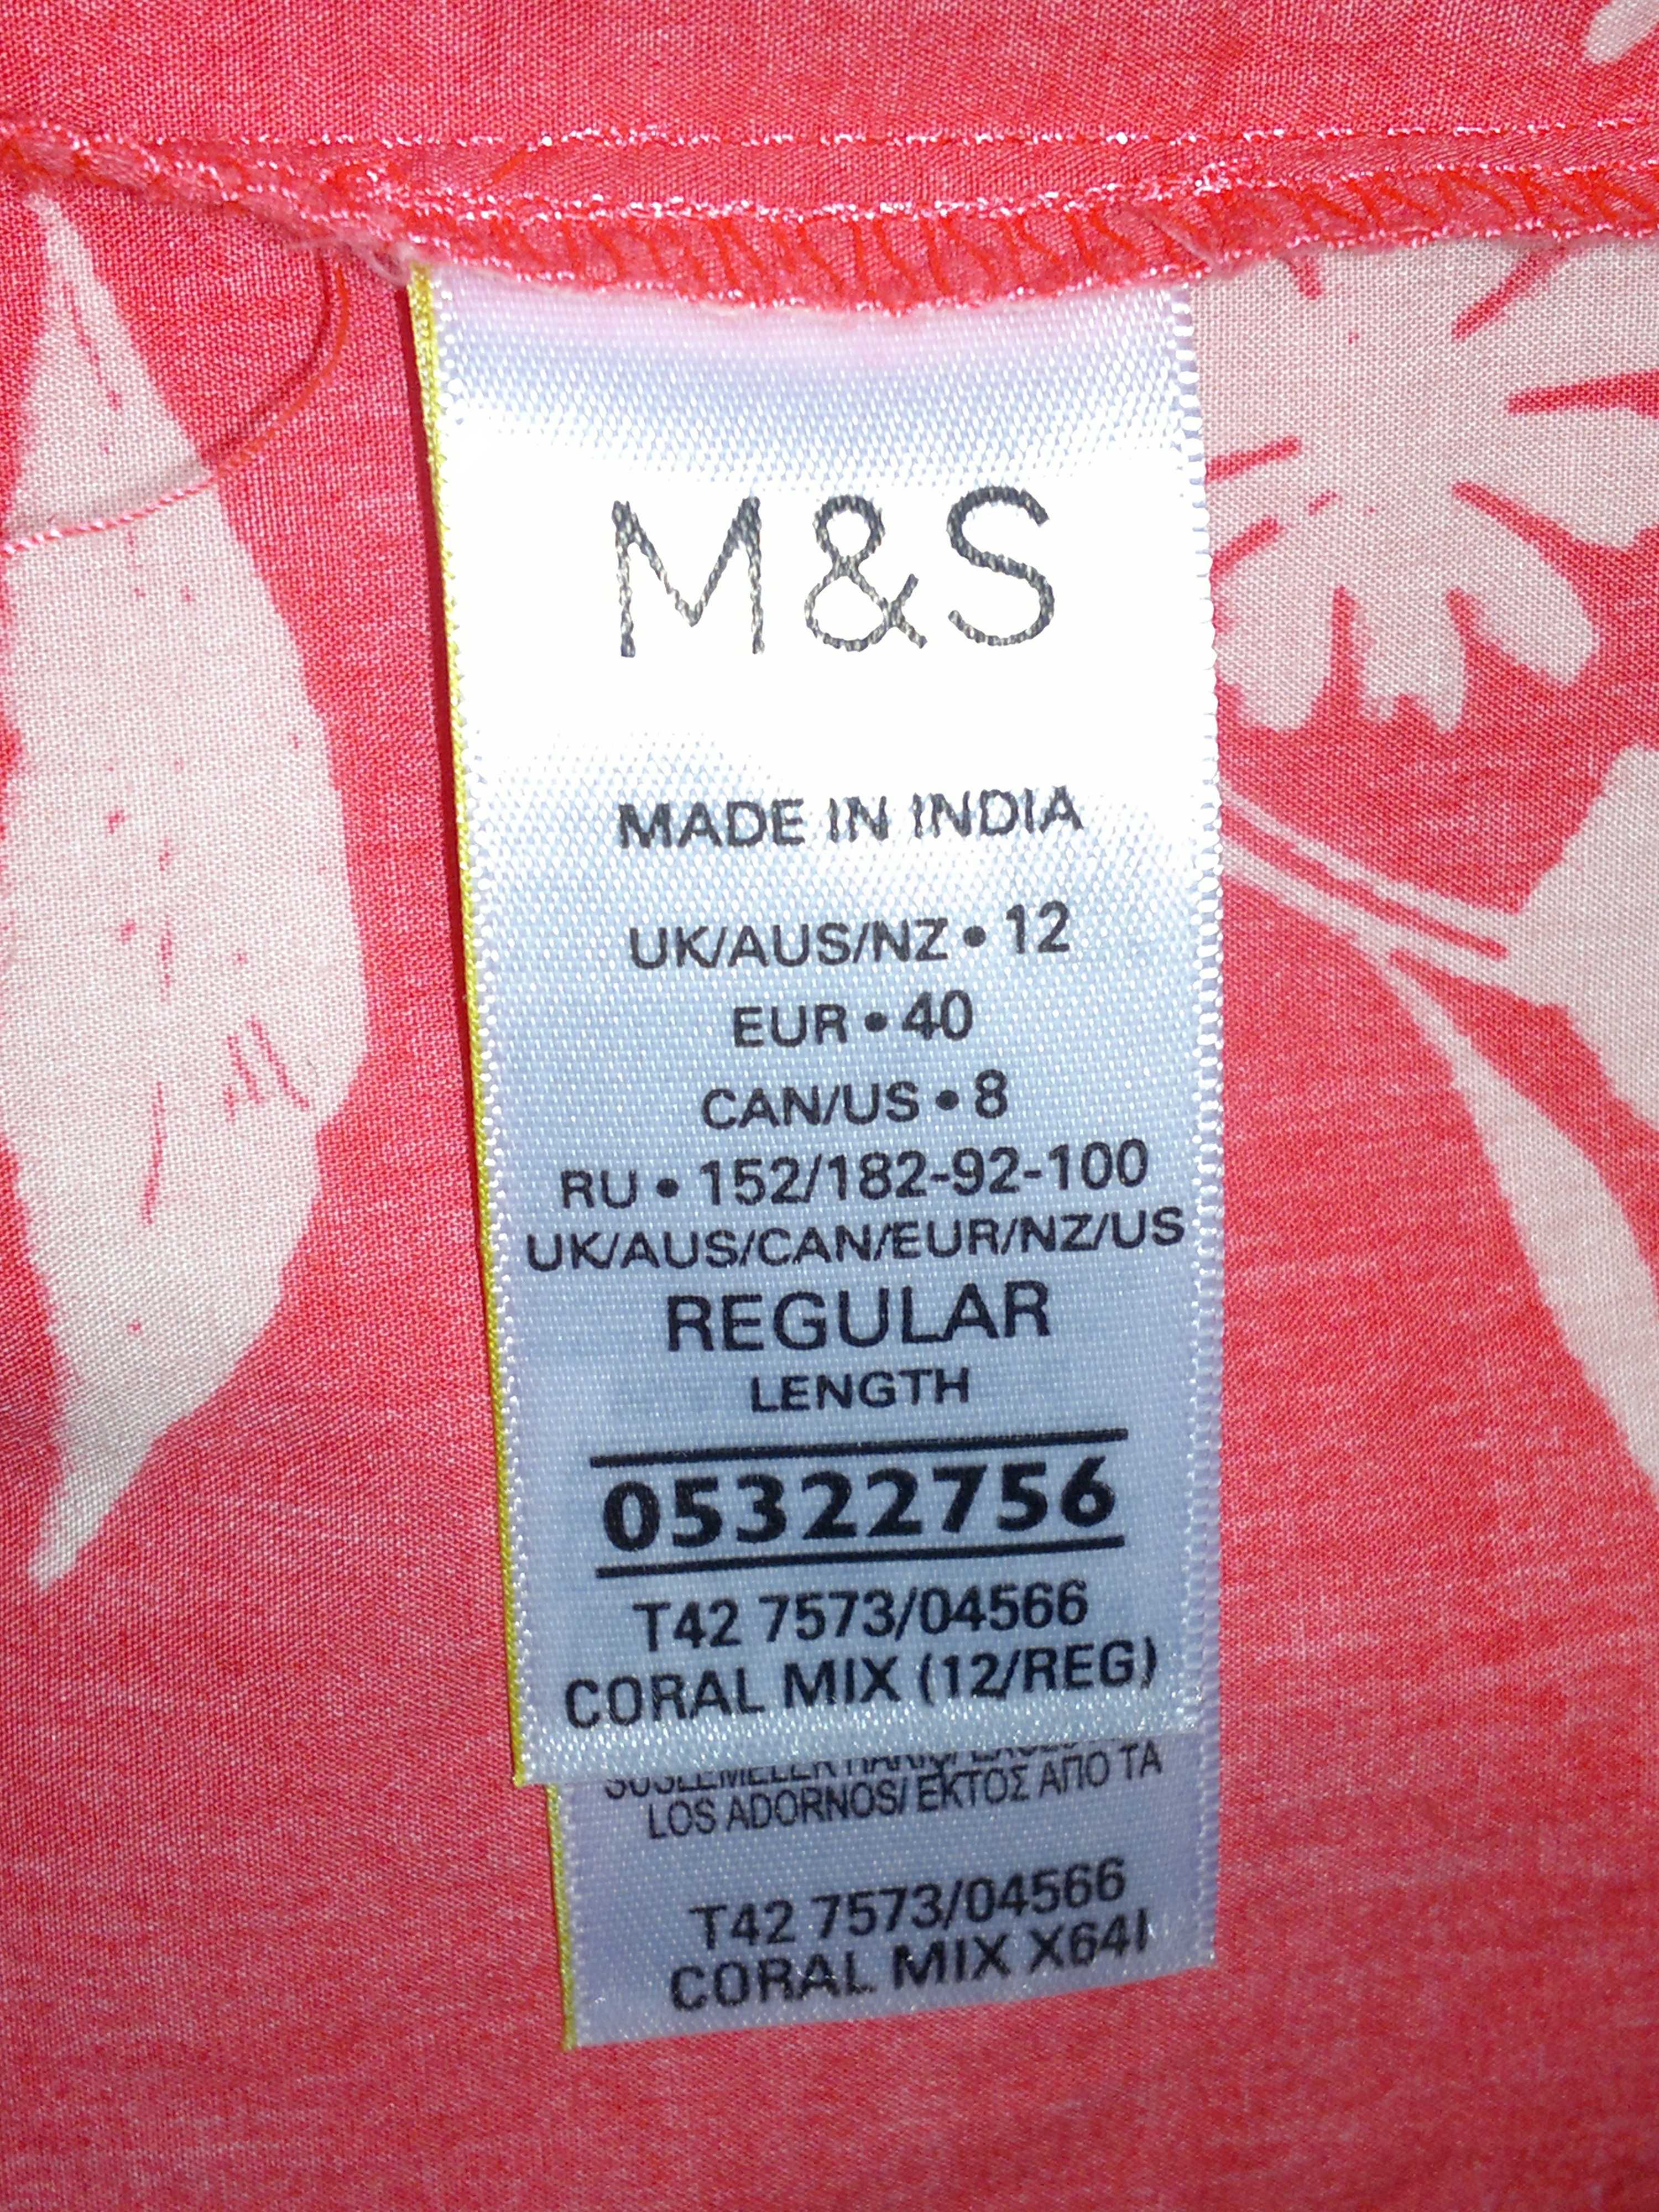 M&S
MADE IN INDIA
UK/AUS/NZ • 12
EUR • 40
CAN/US • 8
RU • 152/182-92-100
UK/AUS/CAN/EUR/NZ/US
REGULAR
LENGTH
05322756
T42 7573/04566
CORAL MIX (12/REG)
LOS ADORNOS/ ΕΚΤΟΣ ΑΠΟ ΤΑ
T42 7573/04566
CORAL MIX X64I